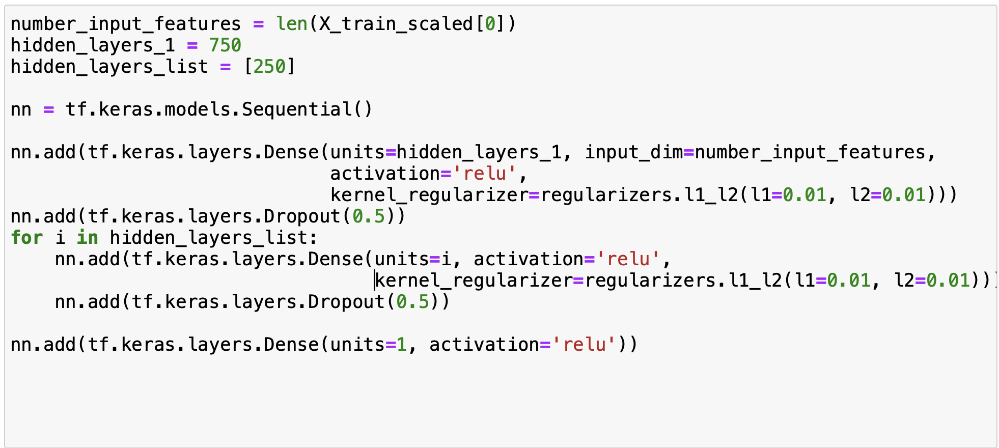 number_input_features = len(X_train_scaled[0])
hidden_layers_1 = 750
hidden_layers_list = [250]

nn = tf.keras.models.Sequential()

nn.add(tf.keras.layers.Dense(units=hidden_layers_1, input_dim=number_input_features,
                             activation='relu',
                             kernel_regularizer=regularizers.l1_l2(l1=0.01, l2=0.01)))
nn.add(tf.keras.layers.Dropout(0.5))
for i in hidden_layers_list:
    nn.add(tf.keras.layers.Dense(units=i, activation='relu',
                                 kernel_regularizer=regularizers.l1_l2(l1=0.01, l2=0.01)))
    nn.add(tf.keras.layers.Dropout(0.5))

nn.add(tf.keras.layers.Dense(units=1, activation='relu'))